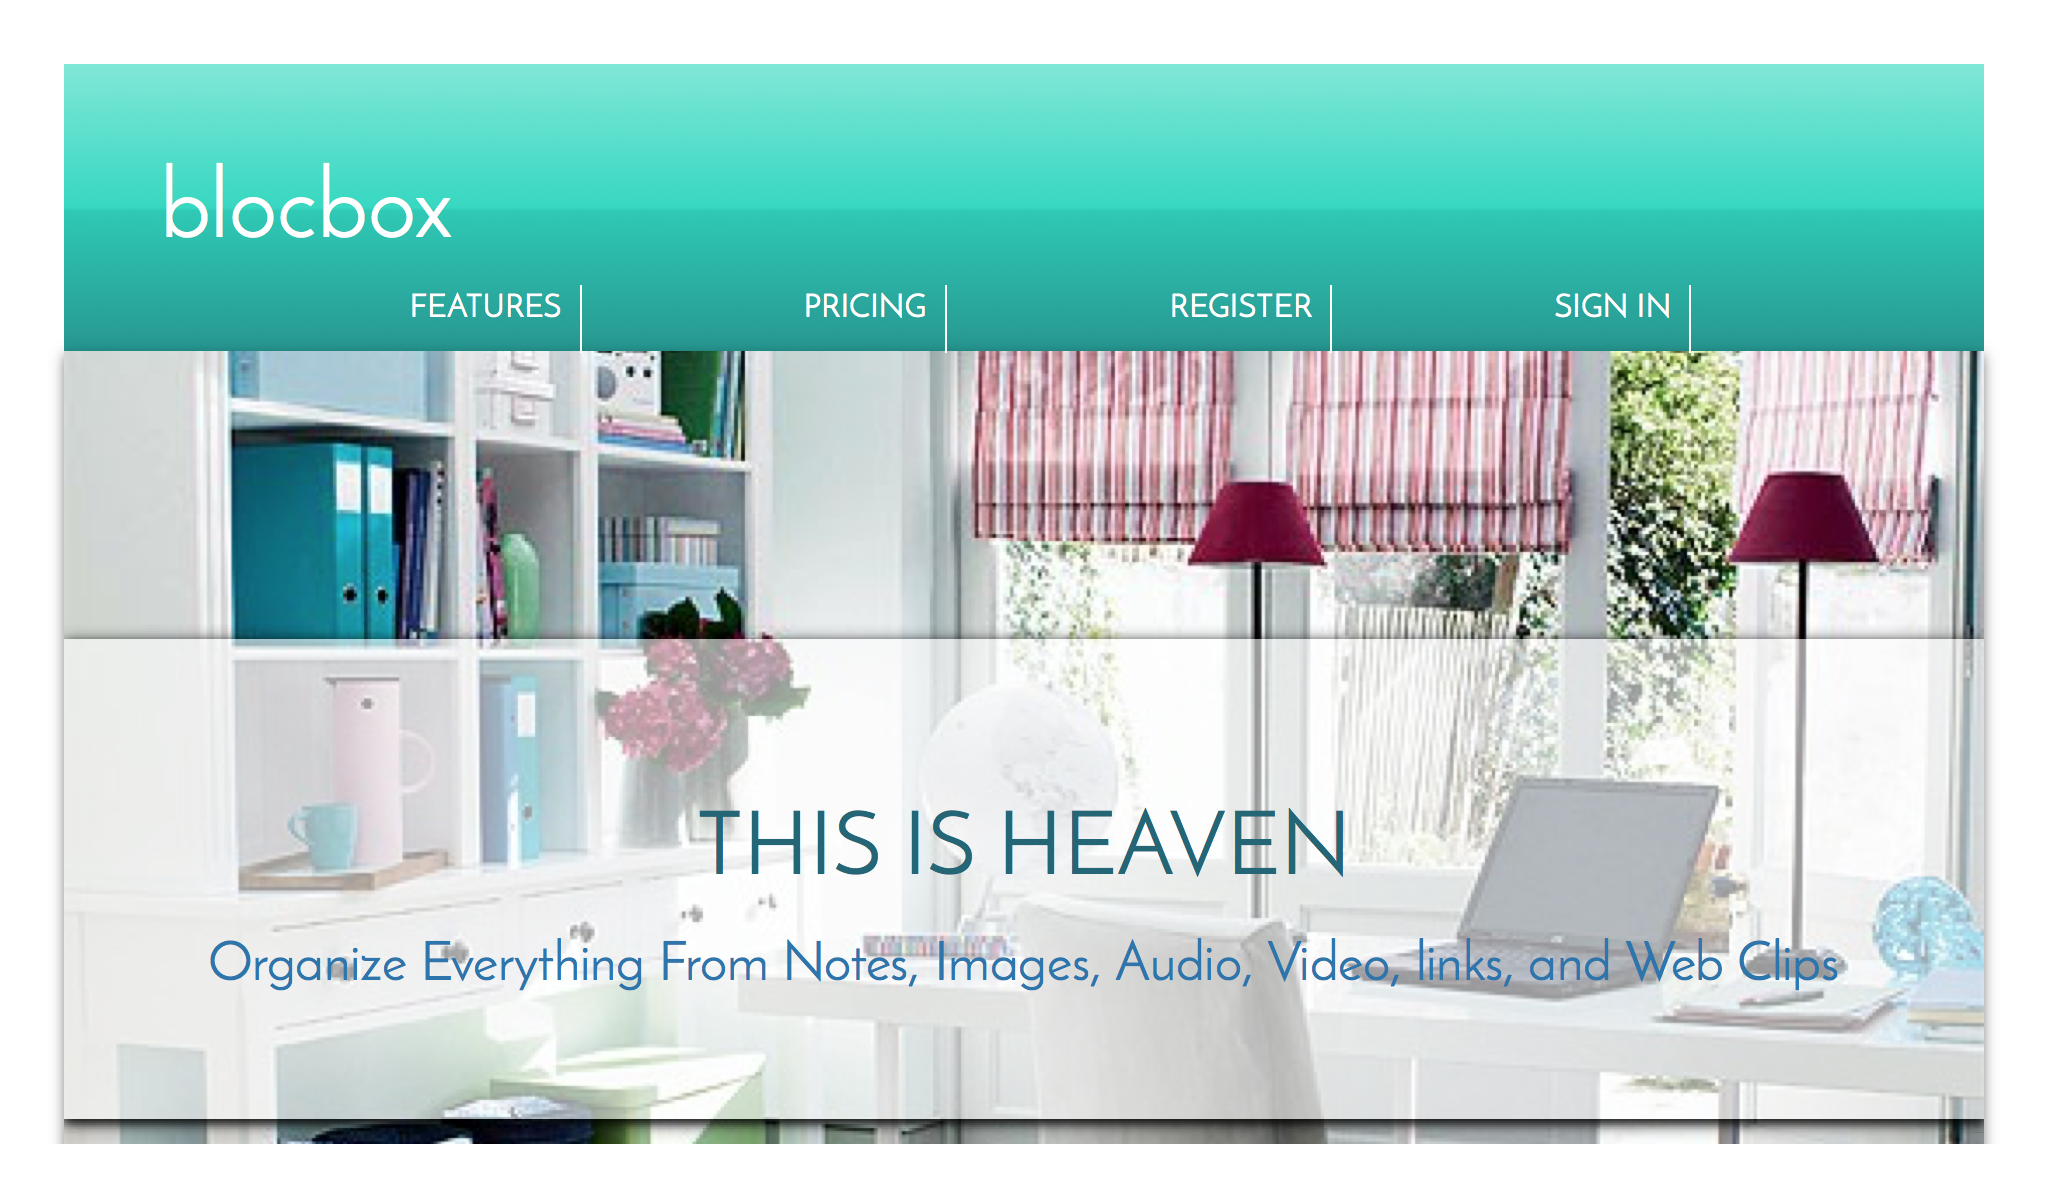 blocbox
FEATURES PRICING REGISTER SIGN IN
THIS IS HEAVEN
Organize Everything From Notes, Images, Audio, Video, links, and Web Clips